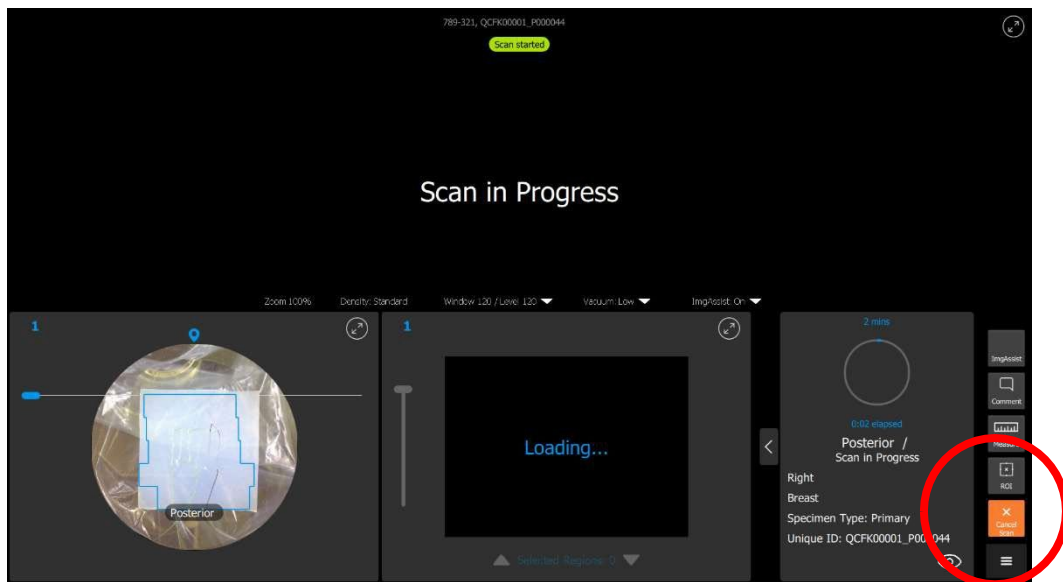 789-321, QCFK00001_P000044
Scan started
Scan in Progress
Zoom 100%
Density: Standard
Window 120 / Level 120
Vacuum: Low
ImgAssist: On
1
Posterior
1
Loading...
Selected Regions: 0
2 mins
0:02 elapsed
Posterior /
Scan in Progress
Right
Breast
Specimen Type: Primary
Unique ID: QCFK00001_P000044
ImgAssist
Comment
Measure
ROI
Cancel
Scan